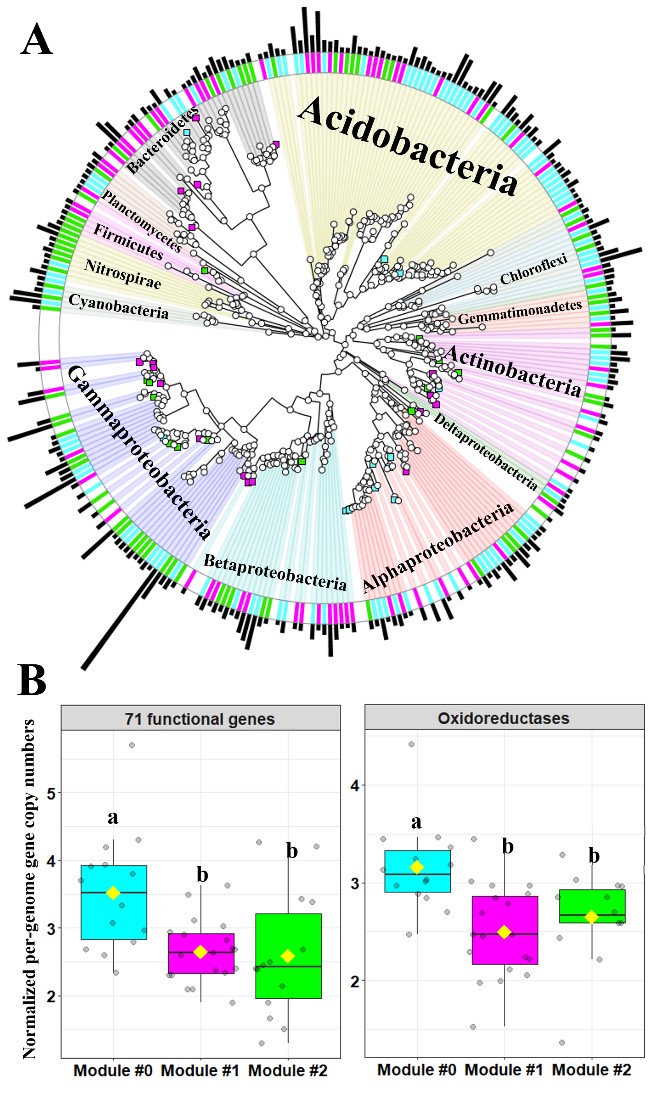 A
Acidobacteria
Bacteroidetes
Planctomycetes
Firmicutes
Nitrospirae
Cyanobacteria
Chloroflexi
Gemmatimonadetes
Actinobacteria
Deltaproteobacteria
Gammaproteobacteria
Betaproteobacteria
Alphaproteobacteria
B
71 functional genes
Oxidoreductases
Normalized per-genome gene copy numbers
5
4
3
2
a
b
b
4
3
2
a
b
b
Module #0 Module #1 Module #2
Module #0 Module #1 Module #2